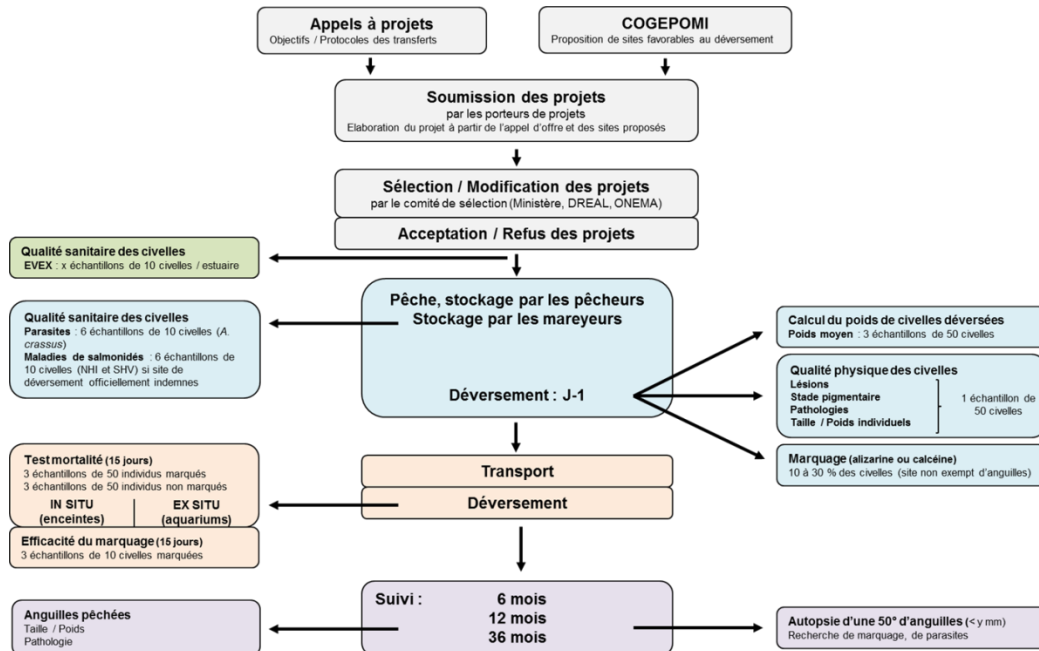 Appels à projets
Objectifs / Protocoles des transferts
COGEPOMI
Proposition de sites favorables au déversement
Soumission des projets
par les porteurs de projets
Elaboration du projet à partir de l'appel d'offre et des sites proposés
Sélection / Modification des projets
par le comité de sélection (Ministère, DREAL, ONEMA)
Acceptation / Refus des projets
Qualité sanitaire des civelles
EVEX : x échantillons de 10 civelles / estuaire
Pêche, stockage par les pêcheurs
Stockage par les mareyeurs
Déversement : J-1
Qualité sanitaire des civelles
Parasites : 6 échantillons de 10 civelles (A.
crassus)
Maladies de salmonidés : 6 échantillons de
10 civelles (NHI et SHV) si site de
déversement officiellement indemnes
Calcul du poids de civelles déversées
Poids moyen : 3 échantillons de 50 civelles
Qualité physique des civelles
Lésions
Stade pigmentaire
Pathologies
Taille / Poids individuels
1 échantillon de
50 civelles
Marquage (alizarine ou calcéine)
10 à 30 % des civelles (site non exempt d'anguilles)
Transport
Déversement
Test mortalité (15 jours)
3 échantillons de 50 individus marqués
3 échantillons de 50 individus non marqués
IN SITU
(enceintes)
EX SITU
(aquariums)
Efficacité du marquage (15 jours)
3 échantillons de 10 civelles marquées
Suivi :
6 mois
12 mois
36 mois
Anguilles pêchées
Taille / Poids
Pathologie
Autopsie d'une 50° d'anguilles (< y mm)
Recherche de marquage, de parasites